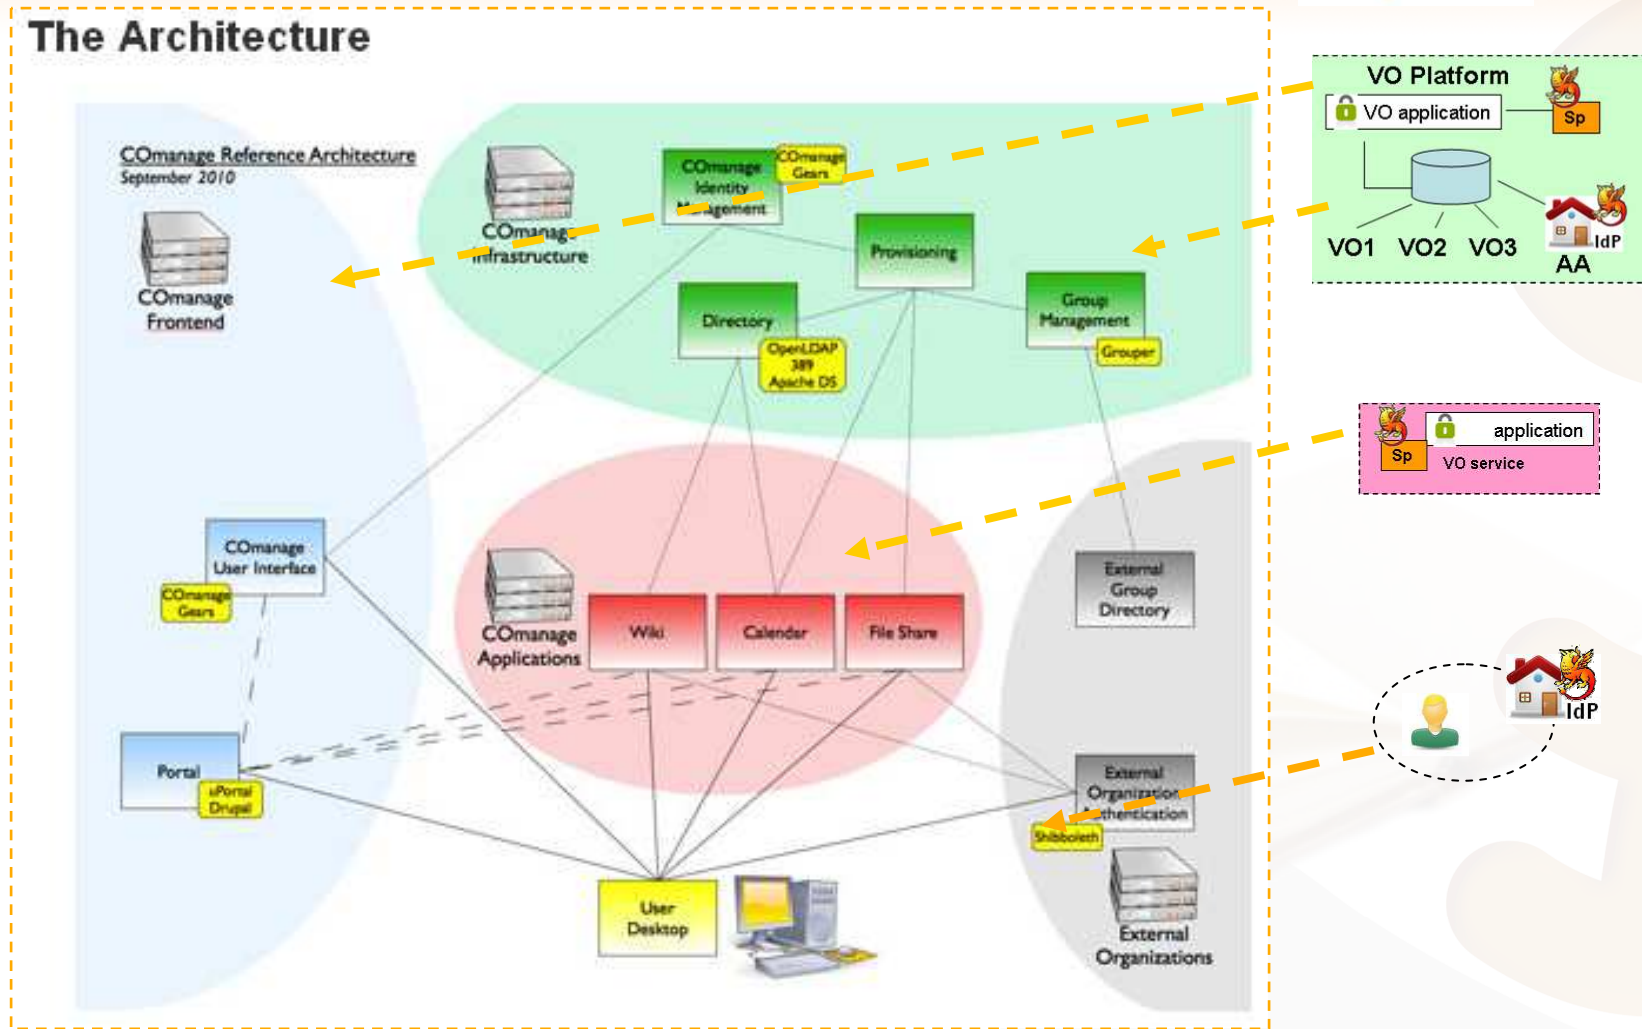 The Architecture
COmanage Reference Architecture
September 2010
COmanage
Frontend
COmanage
Infrastructure
COmanage
Identity
Management
COmanage
Gears
Provisioning
Directory
OpenLDAP
389
Apache DS
Group
Management
Grouper
COmanage
User Interface
COmanage
Gears
COmanage
Applications
Wiki
Calendar
File Share
External
Group
Directory
Portal
uPortal
Drupal
External
Organization
Authentication
Shibboleth
User
Desktop
External
Organizations
VO Platform
VO application
Sp
VO1 VO2 VO3
IdP
AA
application
Sp
VO service
IdP